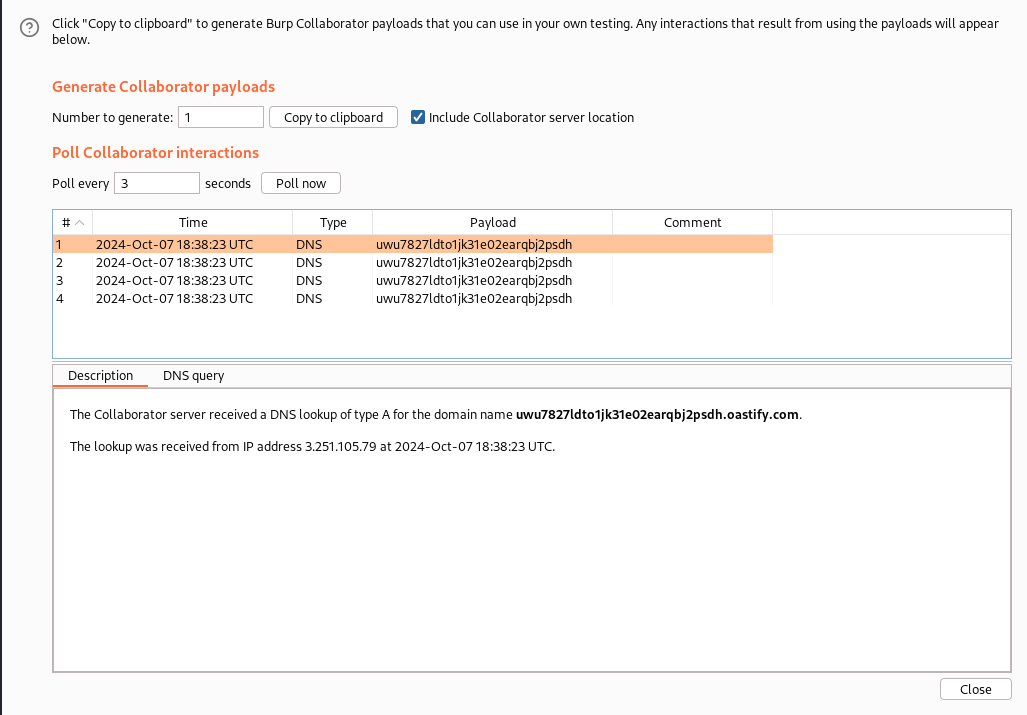 Click "Copy to clipboard" to generate Burp Collaborator payloads that you can use in your own testing. Any interactions that result from using the payloads will appear
below.
Generate Collaborator payloads
Number to generate: 1 Copy to clipboard Include Collaborator server location
Poll Collaborator interactions
Poll every 3 seconds Poll now
# Time Type Payload Comment
1 2024-Oct-07 18:38:23 UTC DNS uwu7827ldto1jk31e02earqbj2psdh
2 2024-Oct-07 18:38:23 UTC DNS uwu7827ldto1jk31e02earqbj2psdh
3 2024-Oct-07 18:38:23 UTC DNS uwu7827ldto1jk31e02earqbj2psdh
4 2024-Oct-07 18:38:23 UTC DNS uwu7827ldto1jk31e02earqbj2psdh
Description DNS query
The Collaborator server received a DNS lookup of type A for the domain name uwu7827ldto1jk31e02earqbj2psdh.oastify.com.
The lookup was received from IP address 3.251.105.79 at 2024-Oct-07 18:38:23 UTC.
Close